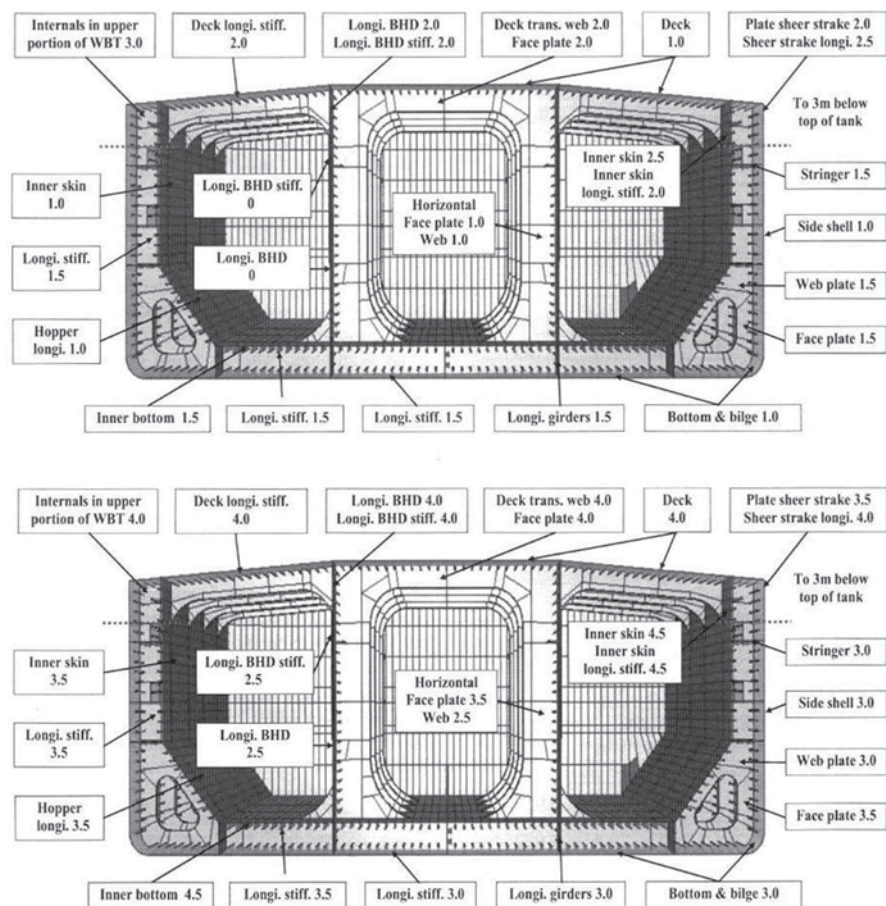 Internals in upper
portion of WBT 3.0
Deck longi. stiff.
2.0
Longi. BHD 2.0
Longi. BHD stiff. 2.0
Deck trans. web 2.0
Face plate 2.0
Deck
1.0
Plate sheer strake 2.0
Sheer strake longi. 2.5
To 3m below
top of tank
Inner skin
1.0
Longi. BHD stiff.
0
Inner skin 2.5
Inner skin
longi. stiff. 2.0
Stringer 1.5
Horizontal
Face plate 1.0
Web 1.0
Side shell 1.0
Longi. stiff.
1.5
Longi. BHD
0
Web plate 1.5
Hopper
longi. 1.0
Face plate 1.5
Inner bottom 1.5
Longi. stiff. 1.5
Longi. stiff. 1.5
Longi. girders 1.5
Bottom & bilge 1.0
Internals in upper
portion of WBT 4.0
Deck longi. stiff.
4.0
Longi. BHD 4.0
Longi. BHD stiff. 4.0
Deck trans. web 4.0
Face plate 4.0
Deck
4.0
Plate sheer strake 3.5
Sheer strake longi. 4.0
To 3m below
top of tank
Inner skin
3.5
Longi. BHD stiff.
2.5
Inner skin 4.5
Inner skin
longi. stiff. 4.5
Stringer 3.0
Horizontal
Face plate 3.5
Web 2.5
Side shell 3.0
Longi. stiff.
3.5
Longi. BHD
2.5
Web plate 3.0
Hopper
longi. 3.5
Face plate 3.5
Inner bottom 4.5
Longi. stiff. 3.5
Longi. stiff. 3.0
Longi. girders 3.0
Bottom & bilge 3.0